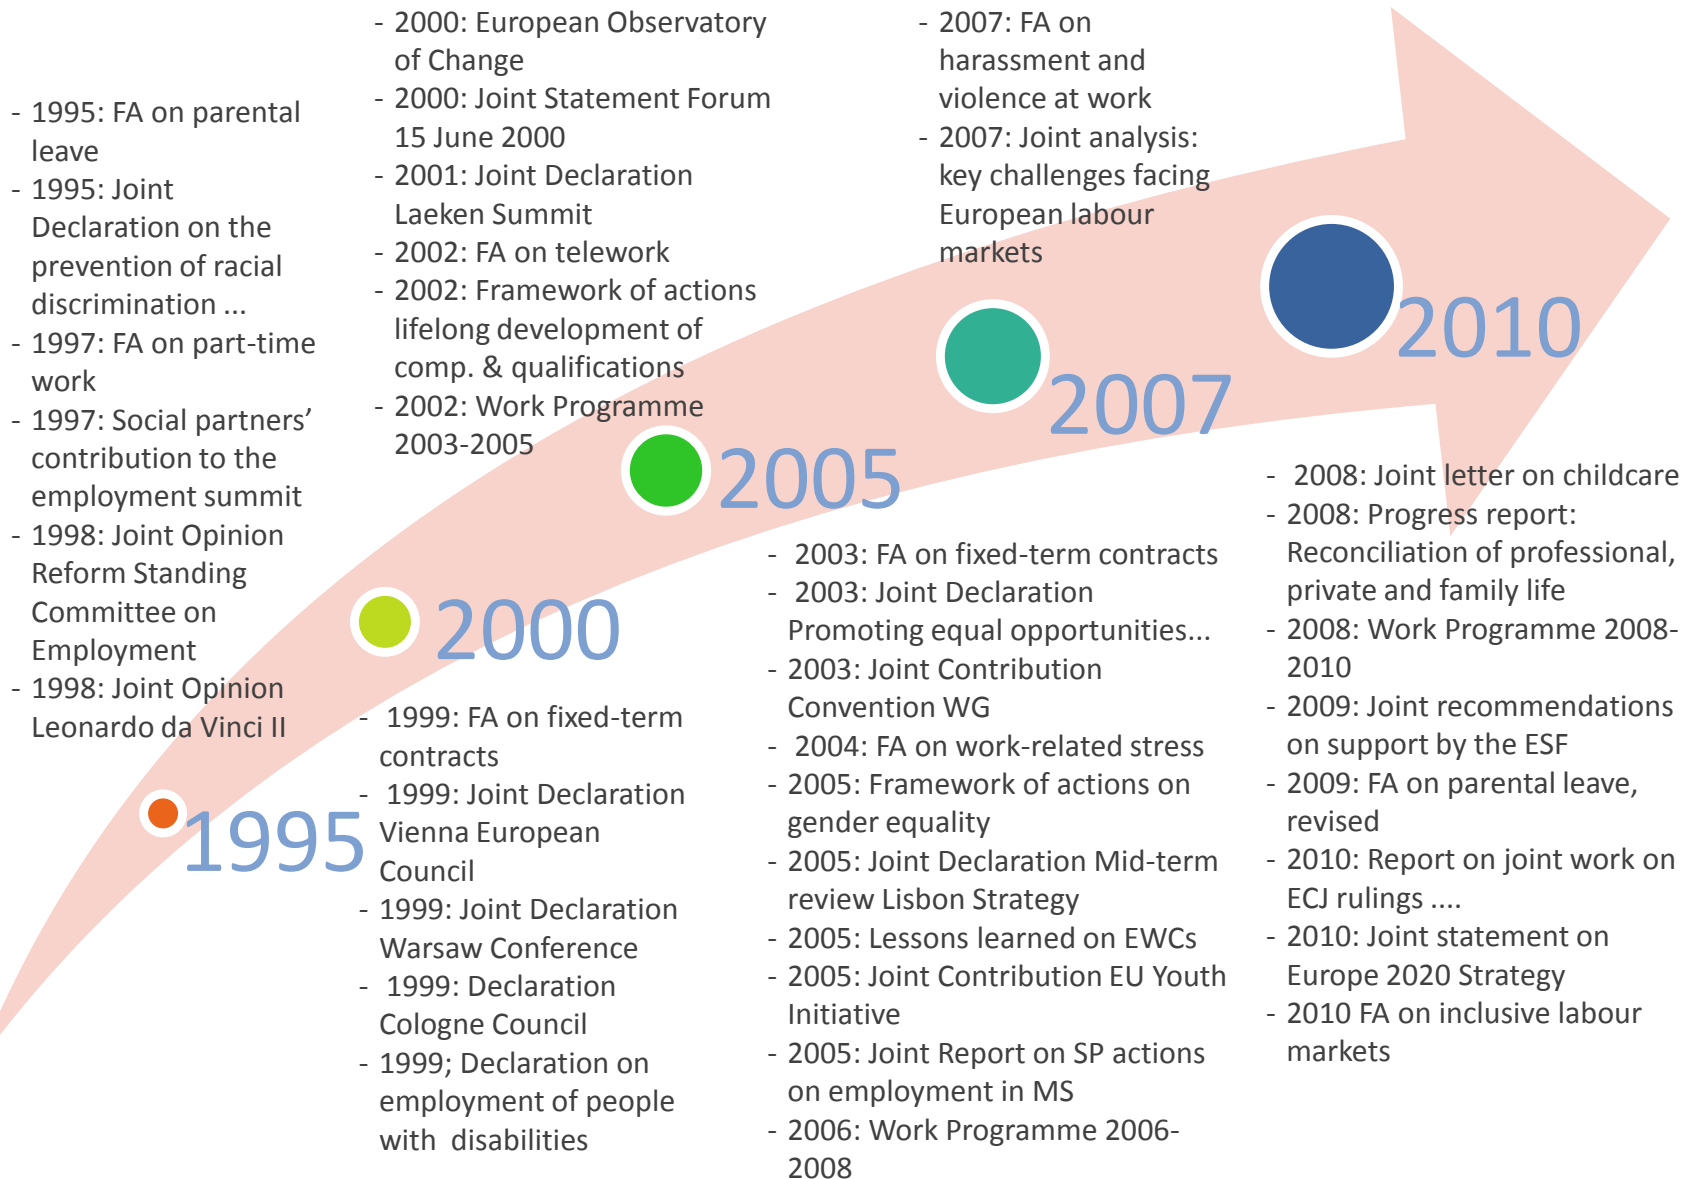 - 1995: FA on parental
leave
- 1995: Joint
Declaration on the
prevention of racial
discrimination ...
- 1997: FA on part-time
work
- 1997: Social partners’
contribution to the
employment summit
- 1998: Joint Opinion
Reform Standing
Committee on
Employment
- 1998: Joint Opinion
Leonardo da Vinci II
1995
- 2000: European Observatory
of Change
- 2000: Joint Statement Forum
15 June 2000
- 2001: Joint Declaration
Laeken Summit
- 2002: FA on telework
- 2002: Framework of actions
lifelong development of
comp. & qualifications
- 2002: Work Programme
2003-2005
2000
- 1999: FA on fixed-term
contracts
- 1999: Joint Declaration
Vienna European
Council
- 1999: Joint Declaration
Warsaw Conference
- 1999: Declaration
Cologne Council
- 1999; Declaration on
employment of people
with disabilities
2005
- 2003: FA on fixed-term contracts
- 2003: Joint Declaration
Promoting equal opportunities...
- 2003: Joint Contribution
Convention WG
- 2004: FA on work-related stress
- 2005: Framework of actions on
gender equality
- 2005: Joint Declaration Mid-term
review Lisbon Strategy
- 2005: Lessons learned on EWCs
- 2005: Joint Contribution EU Youth
Initiative
- 2005: Joint Report on SP actions
on employment in MS
- 2006: Work Programme 2006-
2008
- 2007: FA on
harassment and
violence at work
- 2007: Joint analysis:
key challenges facing
European labour
markets
2007
2010
- 2008: Joint letter on childcare
- 2008: Progress report:
Reconciliation of professional,
private and family life
- 2008: Work Programme 2008-
2010
- 2009: Joint recommendations
on support by the ESF
- 2009: FA on parental leave,
revised
- 2010: Report on joint work on
ECJ rulings ....
- 2010: Joint statement on
Europe 2020 Strategy
- 2010 FA on inclusive labour
markets